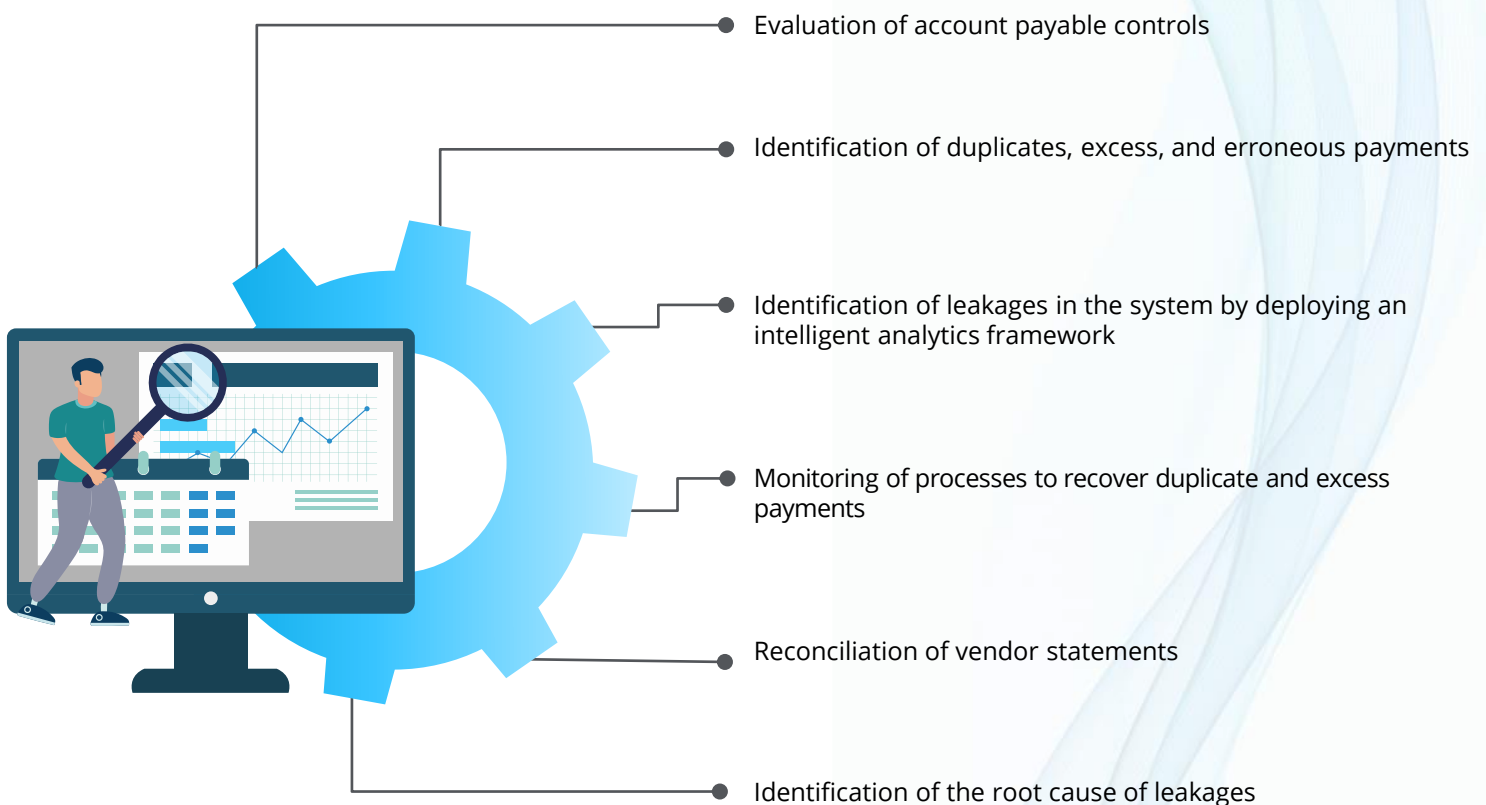 Evaluation of account payable controls
Identification of duplicates, excess, and erroneous payments
Identification of leakages in the system by deploying an
intelligent analytics framework
Monitoring of processes to recover duplicate and excess
payments
Reconciliation of vendor statements
Identification of the root cause of leakages